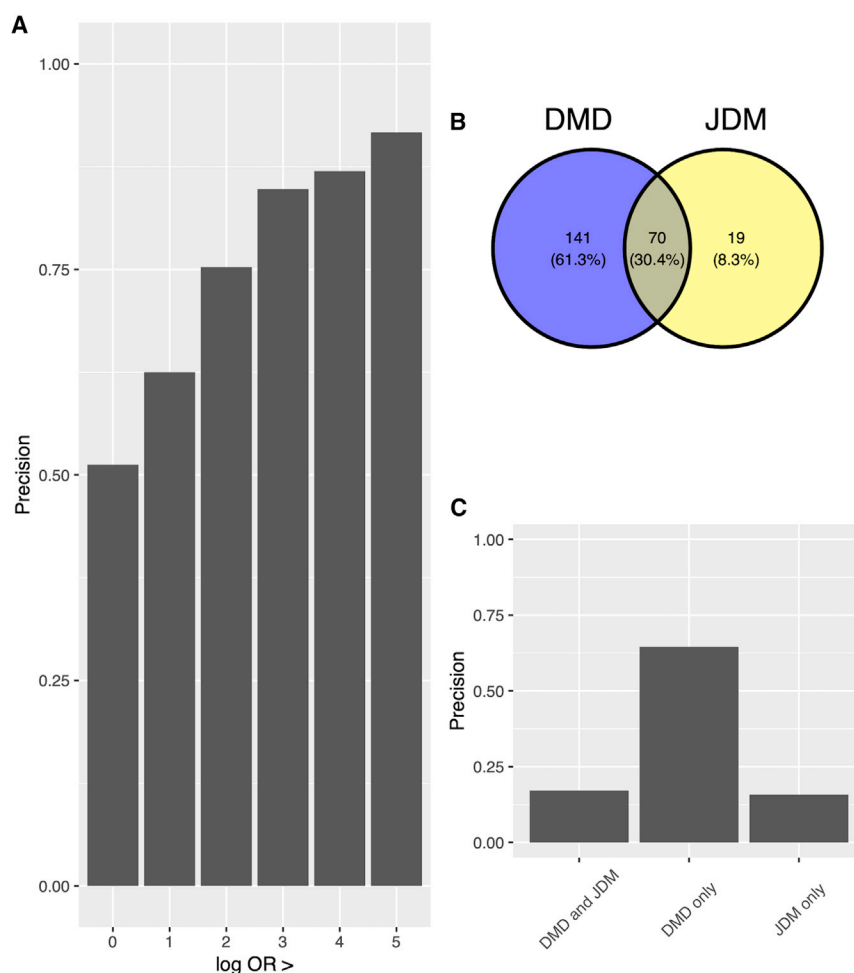 A
1.00
0.75
0.50
0.25
0.00
Precision
0 1 2 3 4 5
log OR >
B
DMD JDM
141 70 19
(61.3%) (30.4%) (8.3%)
C
1.00
0.75
0.50
0.25
0.00
Precision
DMD and JDM
DMD only
JDM only